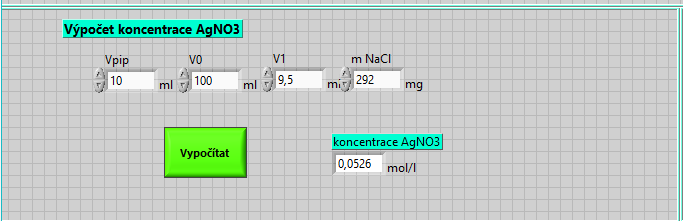 Výpočet koncentrace AgNO3
Vpip V0 V1 m NaCl
10 ml 100 ml 9,5 ml 292 mg
Vypočítat
koncentrace AgNO3
0,0526 mol/l